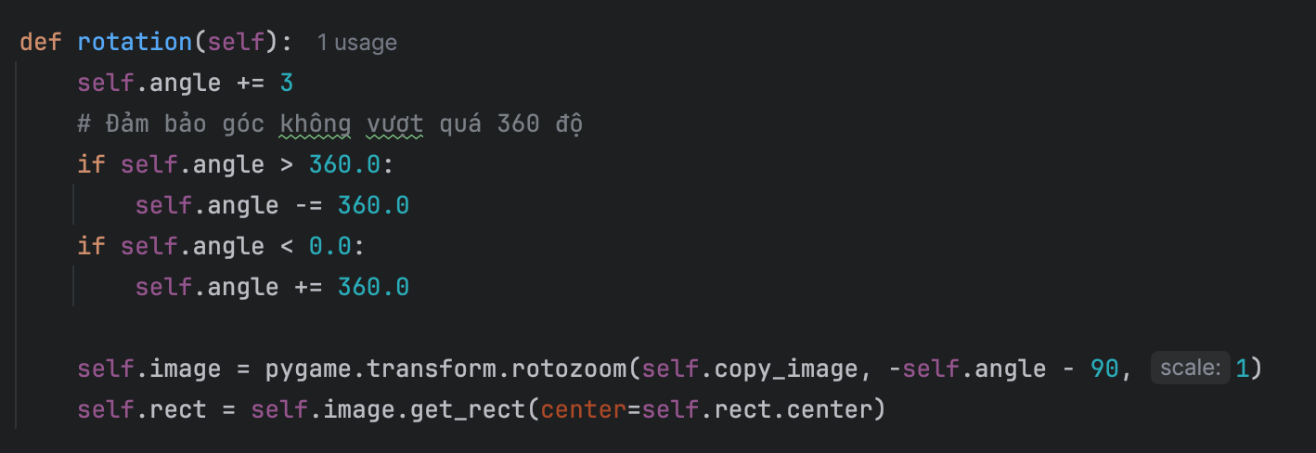 def rotation(self): 1 usage
self.angle += 3
# Đảm bảo góc không vượt quá 360 độ
if self.angle > 360.0:
self.angle -= 360.0
if self.angle < 0.0:
self.angle += 360.0
self.image = pygame.transform.rotozoom(self.copy_image, -self.angle - 90, scale: 1)
self.rect = self.image.get_rect(center=self.rect.center)